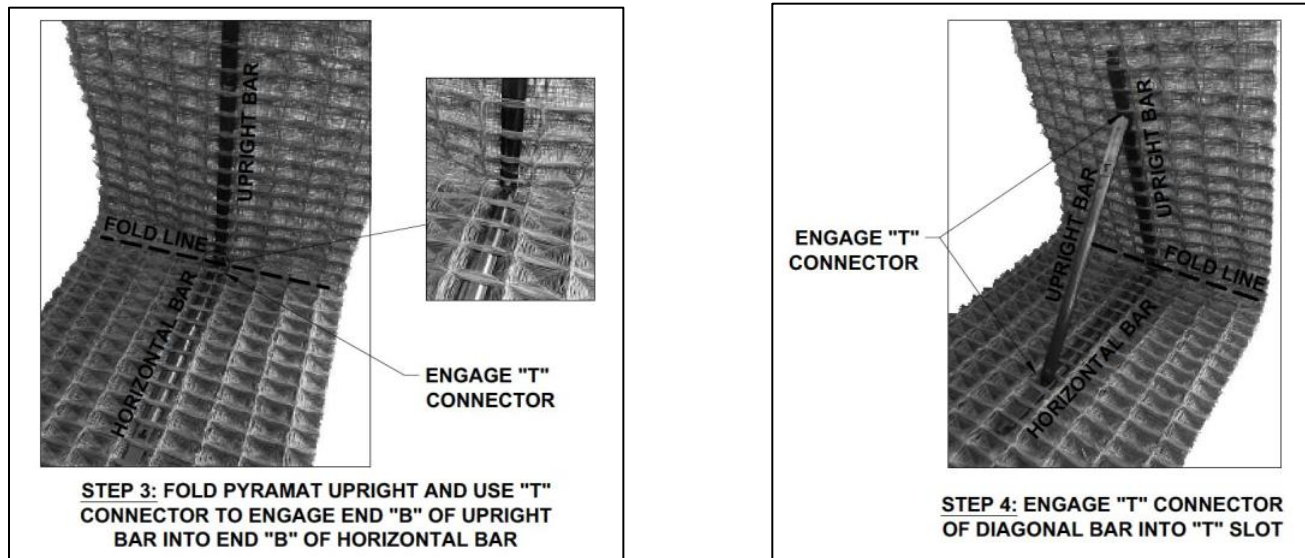 UPRIGHT BAR
FOLD LINE
HORIZONTAL BAR
ENGAGE "T"
CONNECTOR
STEP 3: FOLD PYRAMAT UPRIGHT AND USE "T"
CONNECTOR TO ENGAGE END "B" OF UPRIGHT
BAR INTO END "B" OF HORIZONTAL BAR
UPRIGHT BAR
UPRIGHT BAR
ENGAGE "T"
CONNECTOR
FOLD LINE
HORIZONTAL BAR
STEP 4: ENGAGE "T" CONNECTOR
OF DIAGONAL BAR INTO "T" SLOT